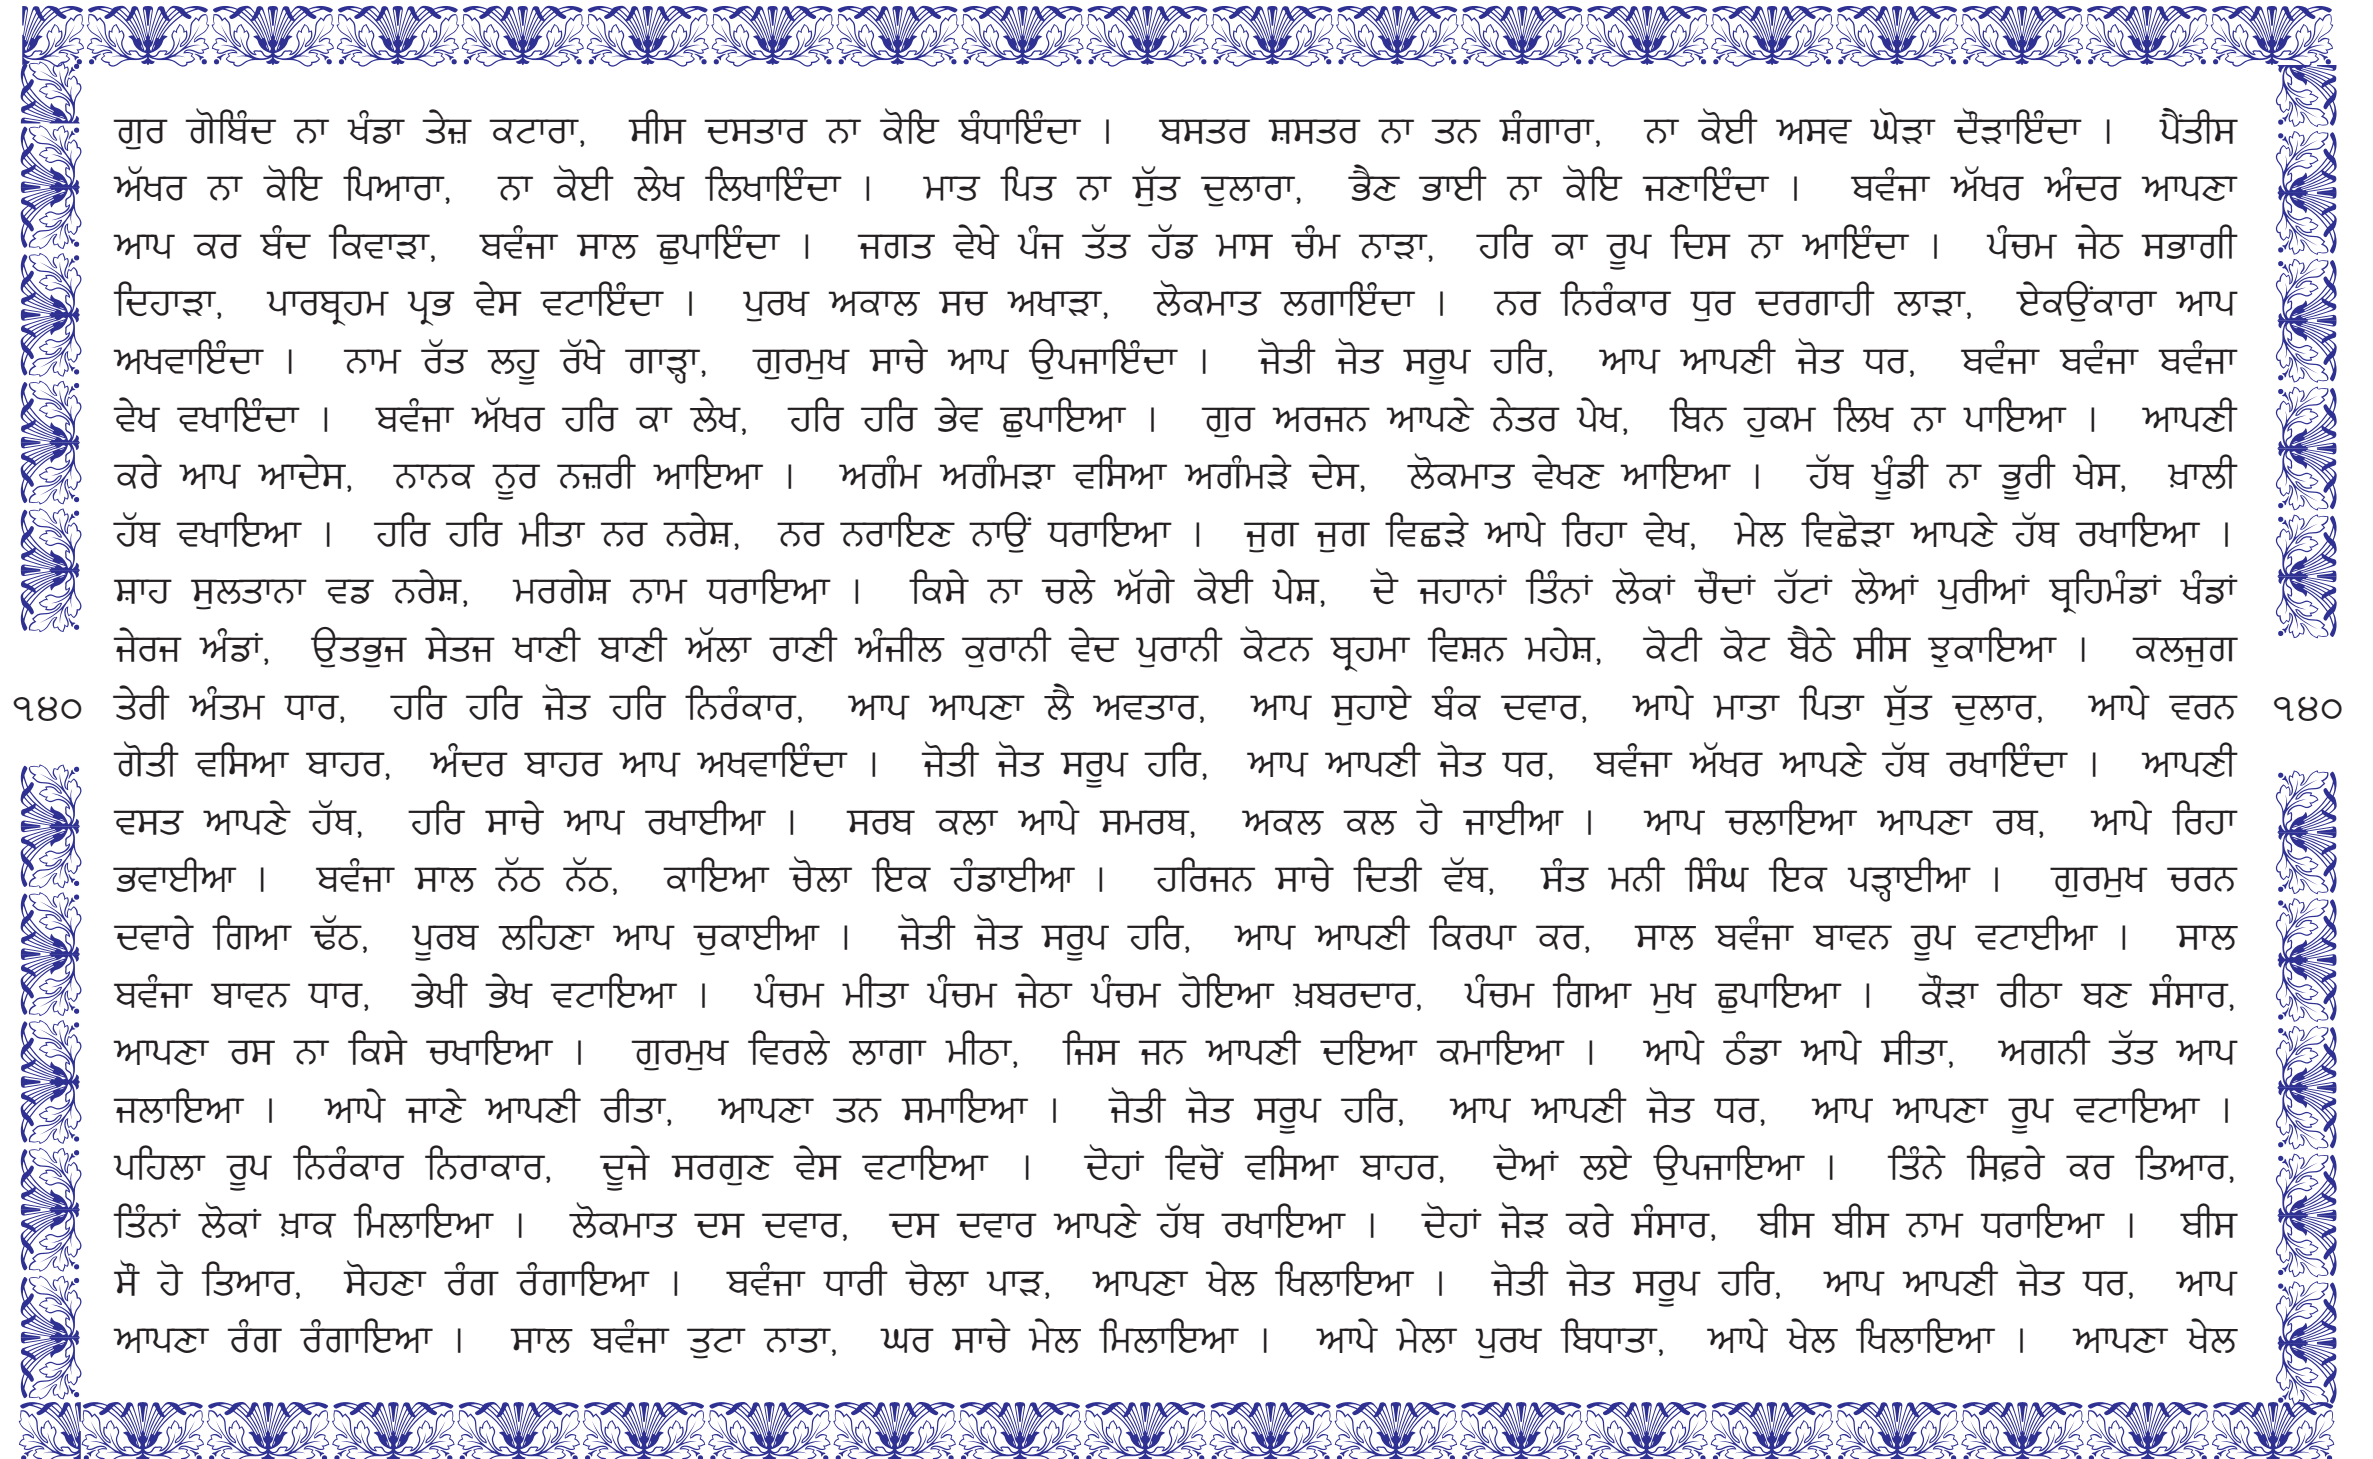 ਗੁਰ ਗੋਬਿੰਦ ਨਾ ਖੰਡਾ ਤੇਜ਼ ਕਟਾਰਾ, ਸੀਸ ਦਸਤਾਰ ਨਾ ਕੋਇ ਬੰਧਾਇੰਦਾ । ਬਸਤਰ ਸ਼ਸਤਰ ਨਾ ਤਨ ਸ਼ੰਗਾਰਾ, ਨਾ ਕੋਈ ਅਸਵ ਘੋੜਾ ਦੌੜਾਇੰਦਾ । ਪੈਂਤੀਸ
ਅੱਖਰ ਨਾ ਕੋਇ ਪਿਆਰਾ, ਨਾ ਕੋਈ ਲੇਖ ਲਿਖਾਇੰਦਾ । ਮਾਤ ਪਿਤ ਨਾ ਸੁੱਤ ਦੁਲਾਰਾ, ਭੈਣ ਭਾਈ ਨਾ ਕੋਇ ਜਣਾਇੰਦਾ । ਬਵੰਜਾ ਅੱਖਰ ਅੰਦਰ ਆਪਣਾ
ਆਪ ਕਰ ਬੰਦ ਕਿਵਾੜਾ, ਬਵੰਜਾ ਸਾਲ ਛੁਪਾਇੰਦਾ । ਜਗਤ ਵੇਖੇ ਪੰਜ ਤੱਤ ਹੱਡ ਮਾਸ ਚੰਮ ਨਾੜਾ, ਹਰਿ ਕਾ ਰੂਪ ਦਿਸ ਨਾ ਆਇੰਦਾ । ਪੰਚਮ ਜੇਠ ਸਭਾਗੀ
ਦਿਹਾੜਾ, ਪਾਰਬ੍ਰਹਮ ਪ੍ਰਭ ਵੇਸ ਵਟਾਇੰਦਾ । ਪੁਰਖ ਅਕਾਲ ਸਚ ਅਖਾੜਾ, ਲੋਕਮਾਤ ਲਗਾਇੰਦਾ । ਨਰ ਨਿਰੰਕਾਰ ਧੁਰ ਦਰਗਾਹੀ ਲਾੜਾ, ਏਕਉਂਕਾਰਾ ਆਪ
ਅਖਵਾਇੰਦਾ । ਨਾਮ ਰੱਤ ਲਹੂ ਰੱਖੇ ਗਾੜ੍ਹਾ, ਗੁਰਮੁਖ ਸਾਚੇ ਆਪ ਉਪਜਾਇੰਦਾ । ਜੋਤੀ ਜੋਤ ਸਰੂਪ ਹਰਿ, ਆਪ ਆਪਣੀ ਜੋਤ ਧਰ, ਬਵੰਜਾ ਬਵੰਜਾ ਬਵੰਜਾ
ਵੇਖ ਵਖਾਇੰਦਾ । ਬਵੰਜਾ ਅੱਖਰ ਹਰਿ ਕਾ ਲੇਖ, ਹਰਿ ਹਰਿ ਭੇਵ ਛੁਪਾਇਆ । ਗੁਰ ਅਰਜਨ ਆਪਣੇ ਨੇਤਰ ਪੇਖ, ਬਿਨ ਹੁਕਮ ਲਿਖ ਨਾ ਪਾਇਆ । ਆਪਣੀ
ਕਰੇ ਆਪ ਆਦੇਸ, ਨਾਨਕ ਨੂਰ ਨਜ਼ਰੀ ਆਇਆ । ਅਗੰਮ ਅਗੰਮੜਾ ਵਸਿਆ ਅਗੰਮੜੇ ਦੇਸ, ਲੋਕਮਾਤ ਵੇਖਣ ਆਇਆ । ਹੱਥ ਖੂੰਡੀ ਨਾ ਭੂਰੀ ਖੇਸ, ਖ਼ਾਲੀ
ਹੱਥ ਵਖਾਇਆ । ਹਰਿ ਹਰਿ ਮੀਤਾ ਨਰ ਨਰੇਸ਼, ਨਰ ਨਰਾਇਣ ਨਾਉਂ ਧਰਾਇਆ । ਜੁਗ ਜੁਗ ਵਿਛੜੇ ਆਪੇ ਰਿਹਾ ਵੇਖ, ਮੇਲ ਵਿਛੋੜਾ ਆਪਣੇ ਹੱਥ ਰਖਾਇਆ ।
ਸ਼ਾਹ ਸੁਲਤਾਨਾ ਵਡ ਨਰੇਸ਼, ਮਰਗੇਸ਼ ਨਾਮ ਧਰਾਇਆ । ਕਿਸੇ ਨਾ ਚਲੇ ਅੱਗੇ ਕੋਈ ਪੇਸ਼, ਦੋ ਜਹਾਨਾਂ ਤਿੰਨਾਂ ਲੋਕਾਂ ਚੌਦਾਂ ਹੱਟਾਂ ਲੋਆਂ ਪੁਰੀਆਂ ਬ੍ਰਹਿਮੰਡਾਂ ਖੰਡਾਂ
ਜੇਰਜ ਅੰਡਾਂ, ਉਤਭੁਜ ਸੇਤਜ ਖਾਣੀ ਬਾਣੀ ਅੱਲਾ ਰਾਣੀ ਅੰਜੀਲ ਕੁਰਾਨੀ ਵੇਦ ਪੁਰਾਨੀ ਕੋਟਨ ਬ੍ਰਹਮਾ ਵਿਸ਼ਨ ਮਹੇਸ਼, ਕੋਟੀ ਕੋਟ ਬੈਠੇ ਸੀਸ ਝੁਕਾਇਆ । ਕਲਜੁਗ
੧੪੦ ਤੇਰੀ ਅੰਤਮ ਧਾਰ, ਹਰਿ ਹਰਿ ਜੋਤ ਹਰਿ ਨਿਰੰਕਾਰ, ਆਪ ਆਪਣਾ ਲੈ ਅਵਤਾਰ, ਆਪ ਸੁਹਾਏ ਬੰਕ ਦਵਾਰ, ਆਪੇ ਮਾਤਾ ਪਿਤਾ ਸੁੱਤ ਦੁਲਾਰ, ਆਪੇ ਵਰਨ ੧੪੦
ਗੋਤੀ ਵਸਿਆ ਬਾਹਰ, ਅੰਦਰ ਬਾਹਰ ਆਪ ਅਖਵਾਇੰਦਾ । ਜੋਤੀ ਜੋਤ ਸਰੂਪ ਹਰਿ, ਆਪ ਆਪਣੀ ਜੋਤ ਧਰ, ਬਵੰਜਾ ਅੱਖਰ ਆਪਣੇ ਹੱਥ ਰਖਾਇੰਦਾ । ਆਪਣੀ
ਵਸਤ ਆਪਣੇ ਹੱਥ, ਹਰਿ ਸਾਚੇ ਆਪ ਰਖਾਈਆ । ਸਰਬ ਕਲਾ ਆਪੇ ਸਮਰਥ, ਅਕਲ ਕਲ ਹੋ ਜਾਈਆ । ਆਪ ਚਲਾਇਆ ਆਪਣਾ ਰਥ, ਆਪੇ ਰਿਹਾ
ਭਵਾਈਆ । ਬਵੰਜਾ ਸਾਲ ਨੱਠ ਨੱਠ, ਕਾਇਆ ਚੋਲਾ ਇਕ ਹੰਡਾਈਆ । ਹਰਿਜਨ ਸਾਚੇ ਦਿਤੀ ਵੱਥ, ਸੰਤ ਮਨੀ ਸਿੰਘ ਇਕ ਪੜ੍ਹਾਈਆ । ਗੁਰਮੁਖ ਚਰਨ
ਦਵਾਰੇ ਗਿਆ ਢੱਠ, ਪੂਰਬ ਲਹਿਣਾ ਆਪ ਚੁਕਾਈਆ । ਜੋਤੀ ਜੋਤ ਸਰੂਪ ਹਰਿ, ਆਪ ਆਪਣੀ ਕਿਰਪਾ ਕਰ, ਸਾਲ ਬਵੰਜਾ ਬਾਵਨ ਰੂਪ ਵਟਾਈਆ । ਸਾਲ
ਬਵੰਜਾ ਬਾਵਨ ਧਾਰ, ਭੇਖੀ ਭੇਖ ਵਟਾਇਆ । ਪੰਚਮ ਮੀਤਾ ਪੰਚਮ ਜੇਠਾ ਪੰਚਮ ਹੋਇਆ ਖ਼ਬਰਦਾਰ, ਪੰਚਮ ਗਿਆ ਮੁਖ ਛੁਪਾਇਆ । ਕੌੜਾ ਰੀਠਾ ਬਣ ਸੰਸਾਰ,
ਆਪਣਾ ਰਸ ਨਾ ਕਿਸੇ ਚਖਾਇਆ । ਗੁਰਮੁਖ ਵਿਰਲੇ ਲਾਗਾ ਮੀਠਾ, ਜਿਸ ਜਨ ਆਪਣੀ ਦਇਆ ਕਮਾਇਆ । ਆਪੇ ਠੰਡਾ ਆਪੇ ਸੀਤਾ, ਅਗਨੀ ਤੱਤ ਆਪ
ਜਲਾਇਆ । ਆਪੇ ਜਾਣੇ ਆਪਣੀ ਰੀਤਾ, ਆਪਣਾ ਤਨ ਸਮਾਇਆ । ਜੋਤੀ ਜੋਤ ਸਰੂਪ ਹਰਿ, ਆਪ ਆਪਣੀ ਜੋਤ ਧਰ, ਆਪ ਆਪਣਾ ਰੂਪ ਵਟਾਇਆ ।
ਪਹਿਲਾ ਰੂਪ ਨਿਰੰਕਾਰ ਨਿਰਾਕਾਰ, ਦੂਜੇ ਸਰਗੁਣ ਵੇਸ ਵਟਾਇਆ । ਦੋਹਾਂ ਵਿਚੋਂ ਵਸਿਆ ਬਾਹਰ, ਦੋਆਂ ਲਏ ਉਪਜਾਇਆ । ਤਿੰਨੇ ਸਿਫ਼ਰੇ ਕਰ ਤਿਆਰ,
ਤਿੰਨਾਂ ਲੋਕਾਂ ਖ਼ਾਕ ਮਿਲਾਇਆ । ਲੋਕਮਾਤ ਦਸ ਦਵਾਰ, ਦਸ ਦਵਾਰ ਆਪਣੇ ਹੱਥ ਰਖਾਇਆ । ਦੋਹਾਂ ਜੋੜ ਕਰੇ ਸੰਸਾਰ, ਬੀਸ ਬੀਸ ਨਾਮ ਧਰਾਇਆ । ਬੀਸ
ਸੌ ਹੋ ਤਿਆਰ, ਸੋਹਣਾ ਰੰਗ ਰੰਗਾਇਆ । ਬਵੰਜਾ ਧਾਰੀ ਚੋਲਾ ਪਾੜ, ਆਪਣਾ ਖੇਲ ਖਿਲਾਇਆ । ਜੋਤੀ ਜੋਤ ਸਰੂਪ ਹਰਿ, ਆਪ ਆਪਣੀ ਜੋਤ ਧਰ, ਆਪ
ਆਪਣਾ ਰੰਗ ਰੰਗਾਇਆ । ਸਾਲ ਬਵੰਜਾ ਤੁਟਾ ਨਾਤਾ, ਘਰ ਸਾਚੇ ਮੇਲ ਮਿਲਾਇਆ । ਆਪੇ ਮੇਲਾ ਪੁਰਖ ਬਿਧਾਤਾ, ਆਪੇ ਖੇਲ ਖਿਲਾਇਆ । ਆਪਣਾ ਖੇਲ